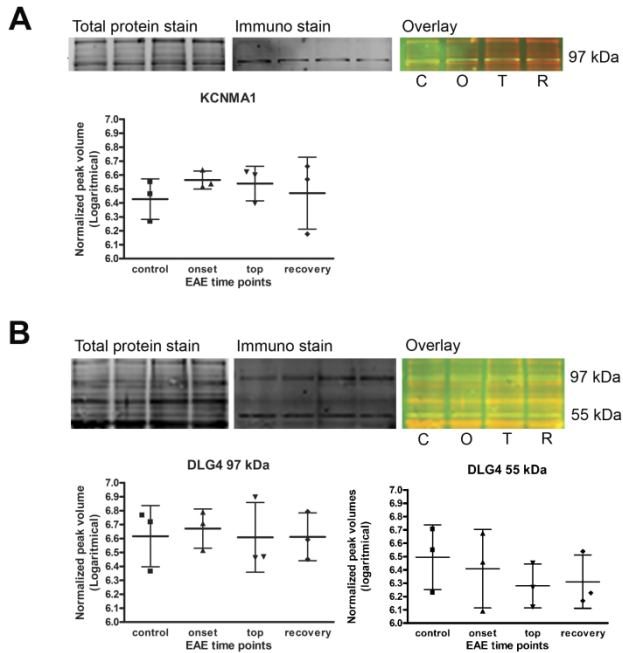 A
Total protein stain Immuno stain Overlay
97 kDa
C O T R
KCNMA1
Normalized peak volume
(Logaritmical)
7.0
6.9
6.8
6.7
6.6
6.5
6.4
6.3
6.2
6.1
6.0
control onset top recovery
EAE time points
B
Total protein stain Immuno stain Overlay
97 kDa
55 kDa
C O T R
DLG4 97 kDa
Normalized peak volume
(Logaritmical)
7.0
6.9
6.8
6.7
6.6
6.5
6.4
6.3
6.2
6.1
6.0
control onset top recovery
EAE time points
DLG4 55 kDa
Normalized peak volumes
(logaritmical)
7.0
6.9
6.8
6.7
6.6
6.5
6.4
6.3
6.2
6.1
6.0
control onset top recovery
EAE time points